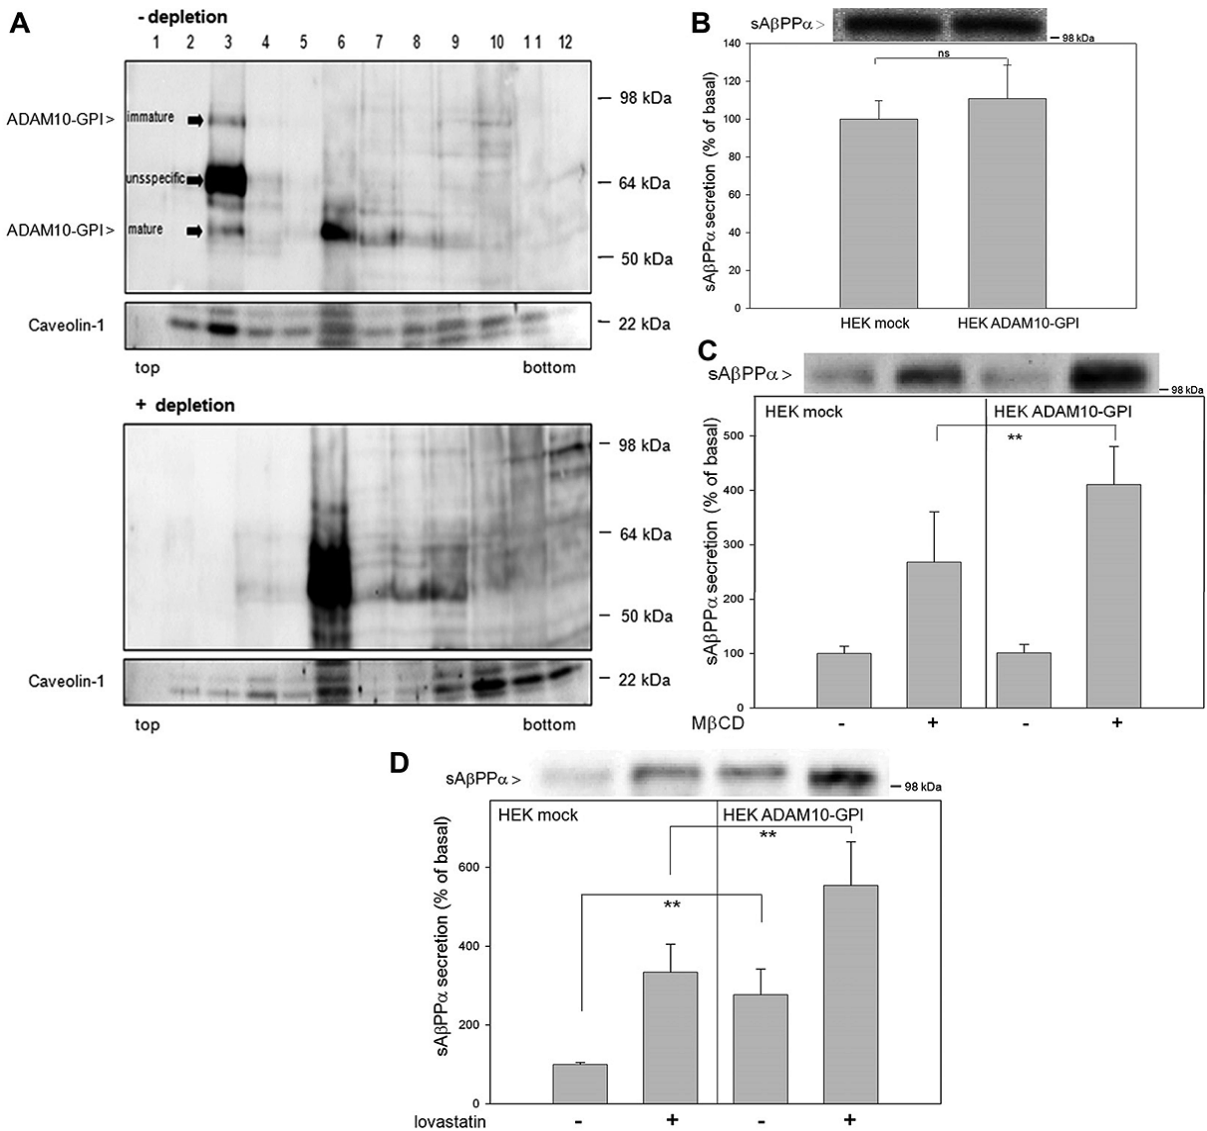 A
- depletion
1 2 3 4 5 6 7 8 9 10 11 12
98 kDa
ADAM10-GPI > immature
unsspecific
64 kDa
ADAM10-GPI > mature
50 kDa
Caveolin-1
22 kDa
top bottom
+ depletion
98 kDa
64 kDa
50 kDa
Caveolin-1
22 kDa
top bottom
B
sAβPPα >
98 kDa
ns
sAβPPα secretion (% of basal)
140
120
100
80
60
40
20
0
HEK mock HEK ADAM10-GPI
C
sAβPPα >
98 kDa
HEK mock HEK ADAM10-GPI
**
sAβPPα secretion (% of basal)
500
400
300
200
100
0
MβCD - + - +
D
sAβPPα >
98 kDa
HEK mock HEK ADAM10-GPI
**
**
sAβPPα secretion (% of basal)
600
400
200
0
lovastatin - + - +